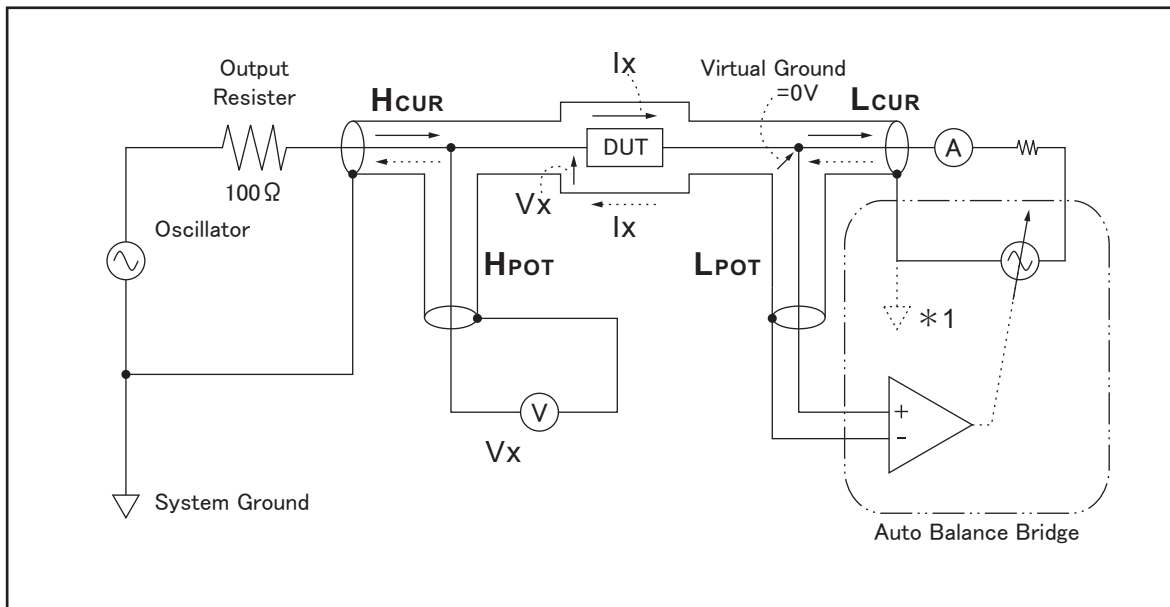 Output
Resister
100Ω
Oscillator
System Ground
HCUR
Ix
Virtual Ground
=0V
LCUR
DUT
A
Vx
Ix
HPOT
LPOT
＊1
V
Vx
+
-
Auto Balance Bridge